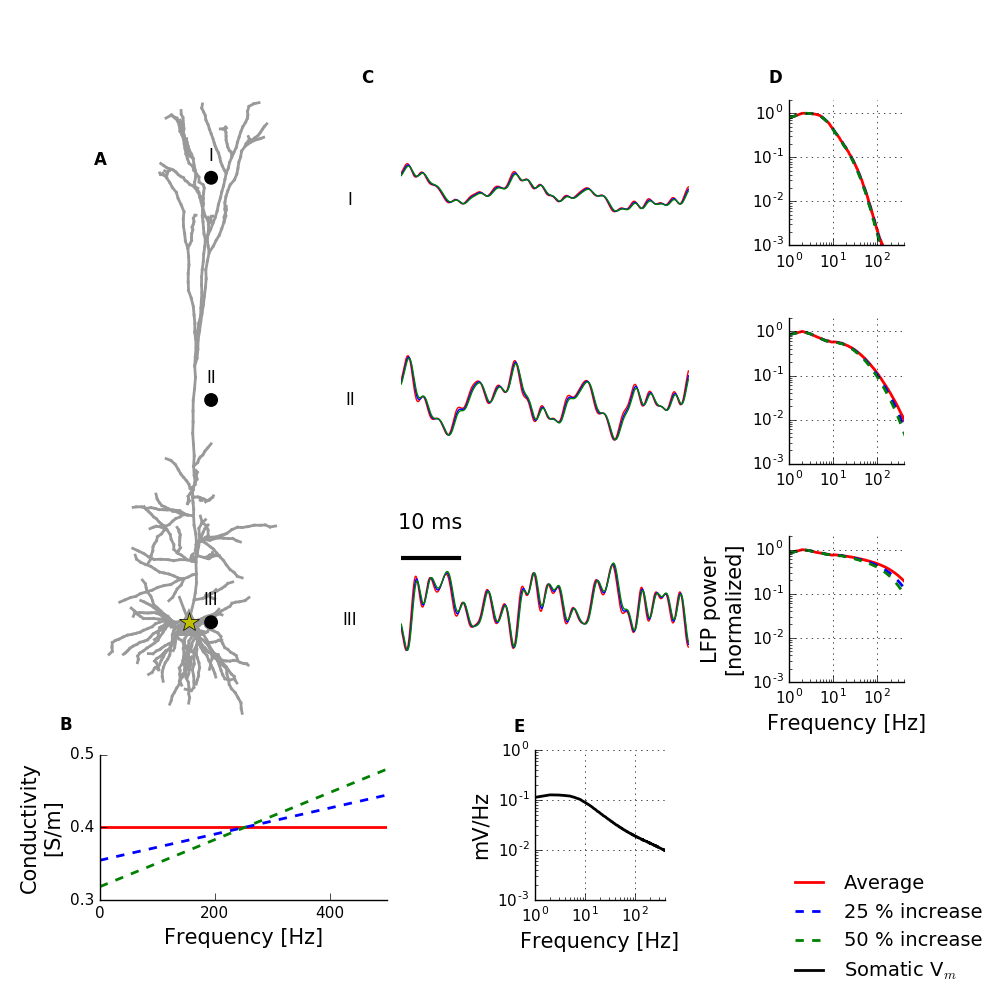 C
D
A
I
II
III
I
II
10 ms
III
10^0
10^-1
10^-2
10^-3
10^0 10^1 10^2
10^0
10^-1
10^-2
10^-3
10^0 10^1 10^2
LFP power
[normalized]
10^0
10^-1
10^-2
10^-3
10^0 10^1 10^2
Frequency [Hz]
B
Conductivity
[S/m]
0.5
0.4
0.3
0 200 400
Frequency [Hz]
E
mV/Hz
10^0
10^-1
10^-2
10^-3
10^0 10^1 10^2
Frequency [Hz]
Average
25 % increase
50 % increase
Somatic V_m